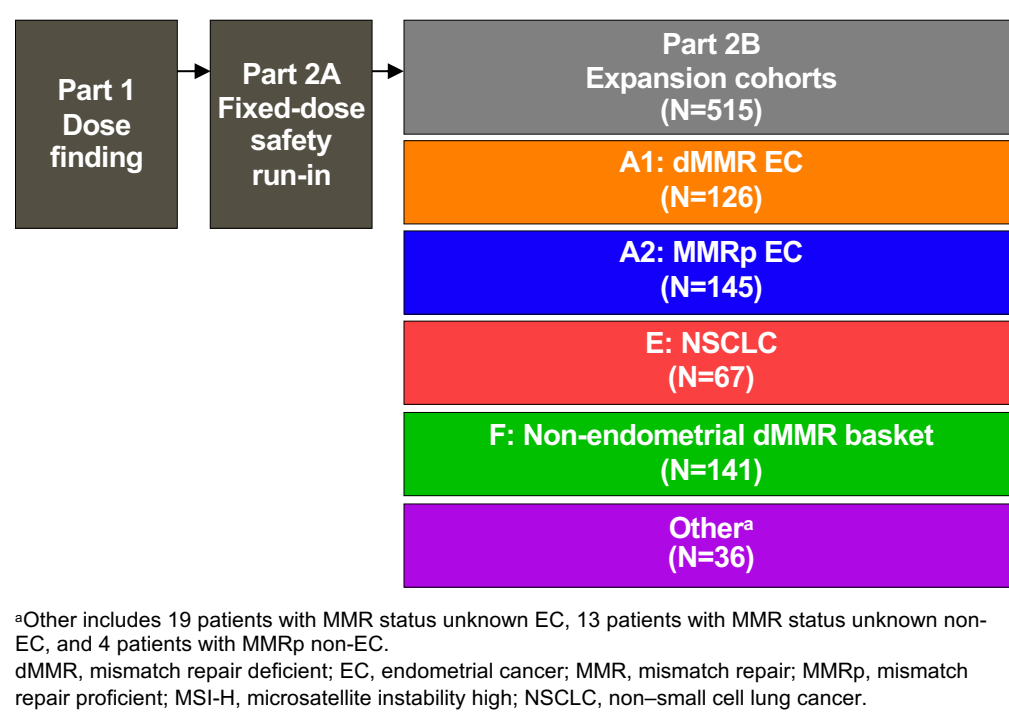 Part 1
Dose
finding
Part 2A
Fixed-dose
safety
run-in
Part 2B
Expansion cohorts
(N=515)
A1: dMMR EC
(N=126)
A2: MMRp EC
(N=145)
E: NSCLC
(N=67)
F: Non-endometrial dMMR basket
(N=141)
Otherᵃ
(N=36)
ᵃOther includes 19 patients with MMR status unknown EC, 13 patients with MMR status unknown non-
EC, and 4 patients with MMRp non-EC.
dMMR, mismatch repair deficient; EC, endometrial cancer; MMR, mismatch repair; MMRp, mismatch
repair proficient; MSI-H, microsatellite instability high; NSCLC, non–small cell lung cancer.